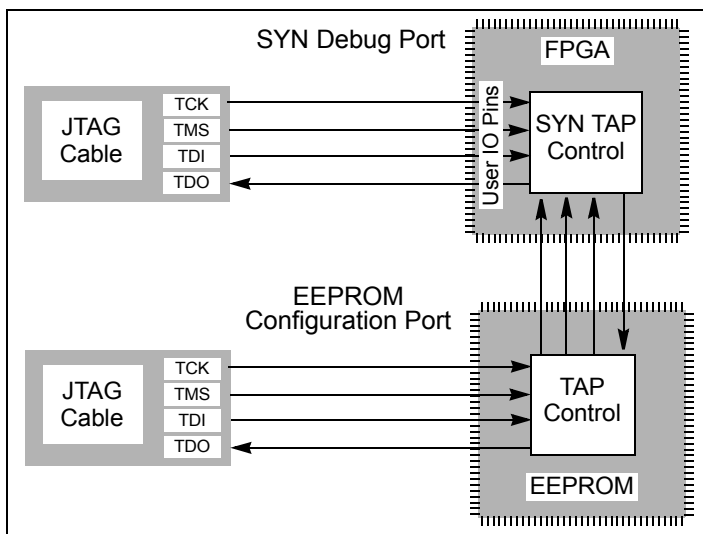 SYN Debug Port
FPGA
JTAG
Cable
TCK
TMS
TDI
TDO
User IO Pins
SYN TAP
Control
EEPROM
Configuration Port
JTAG
Cable
TCK
TMS
TDI
TDO
TAP
Control
EEPROM